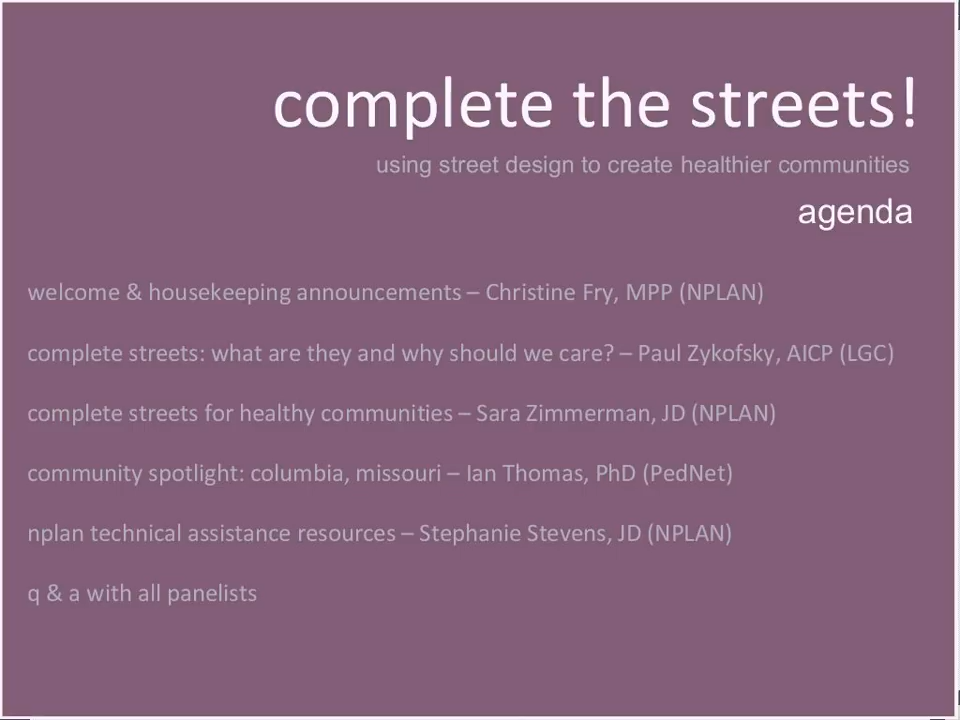 complete the streets!
using street design to create healthier communities
agenda
welcome & housekeeping announcements – Christine Fry, MPP (NPLAN)
complete streets: what are they and why should we care? – Paul Zykofsky, AICP (LGC)
complete streets for healthy communities – Sara Zimmerman, JD (NPLAN)
community spotlight: columbia, missouri – Ian Thomas, PhD (PedNet)
nplan technical assistance resources – Stephanie Stevens, JD (NPLAN)
q & a with all panelists